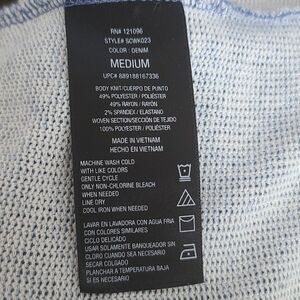 RN# 121096
STYLE# SCWK023
COLOR : DENIM
MEDIUM
UPC# 889188167336
BODY KNIT/CUERPO DE PUNTO
49% POLYESTER/ POLIÉSTER
49% RAYON / RAYÓN
2% SPANDEX / ELASTANO
WOVEN SECTION/SECCIÓN DE TEJIDO
100% POLYESTER / POLIÉSTER
MADE IN VIETNAM
HECHO EN VIETNAM
MACHINE WASH COLD
WITH LIKE COLORS
GENTLE CYCLE
ONLY NON-CHLORINE BLEACH
WHEN NEEDED
LINE DRY
COOL IRON WHEN NEEDED
LAVAR EN LAVADORA CON AGUA FRIA
CON COLORES SIMILARES
CICLO DELICADO
USAR SOLAMENTE BANQUEADOR SIN
CLORO CUANDO SEA NECESARIO
SECAR COLGADO
PLANCHAR A TEMPERATURA BAJA
CUANDO SEA NECESARIO